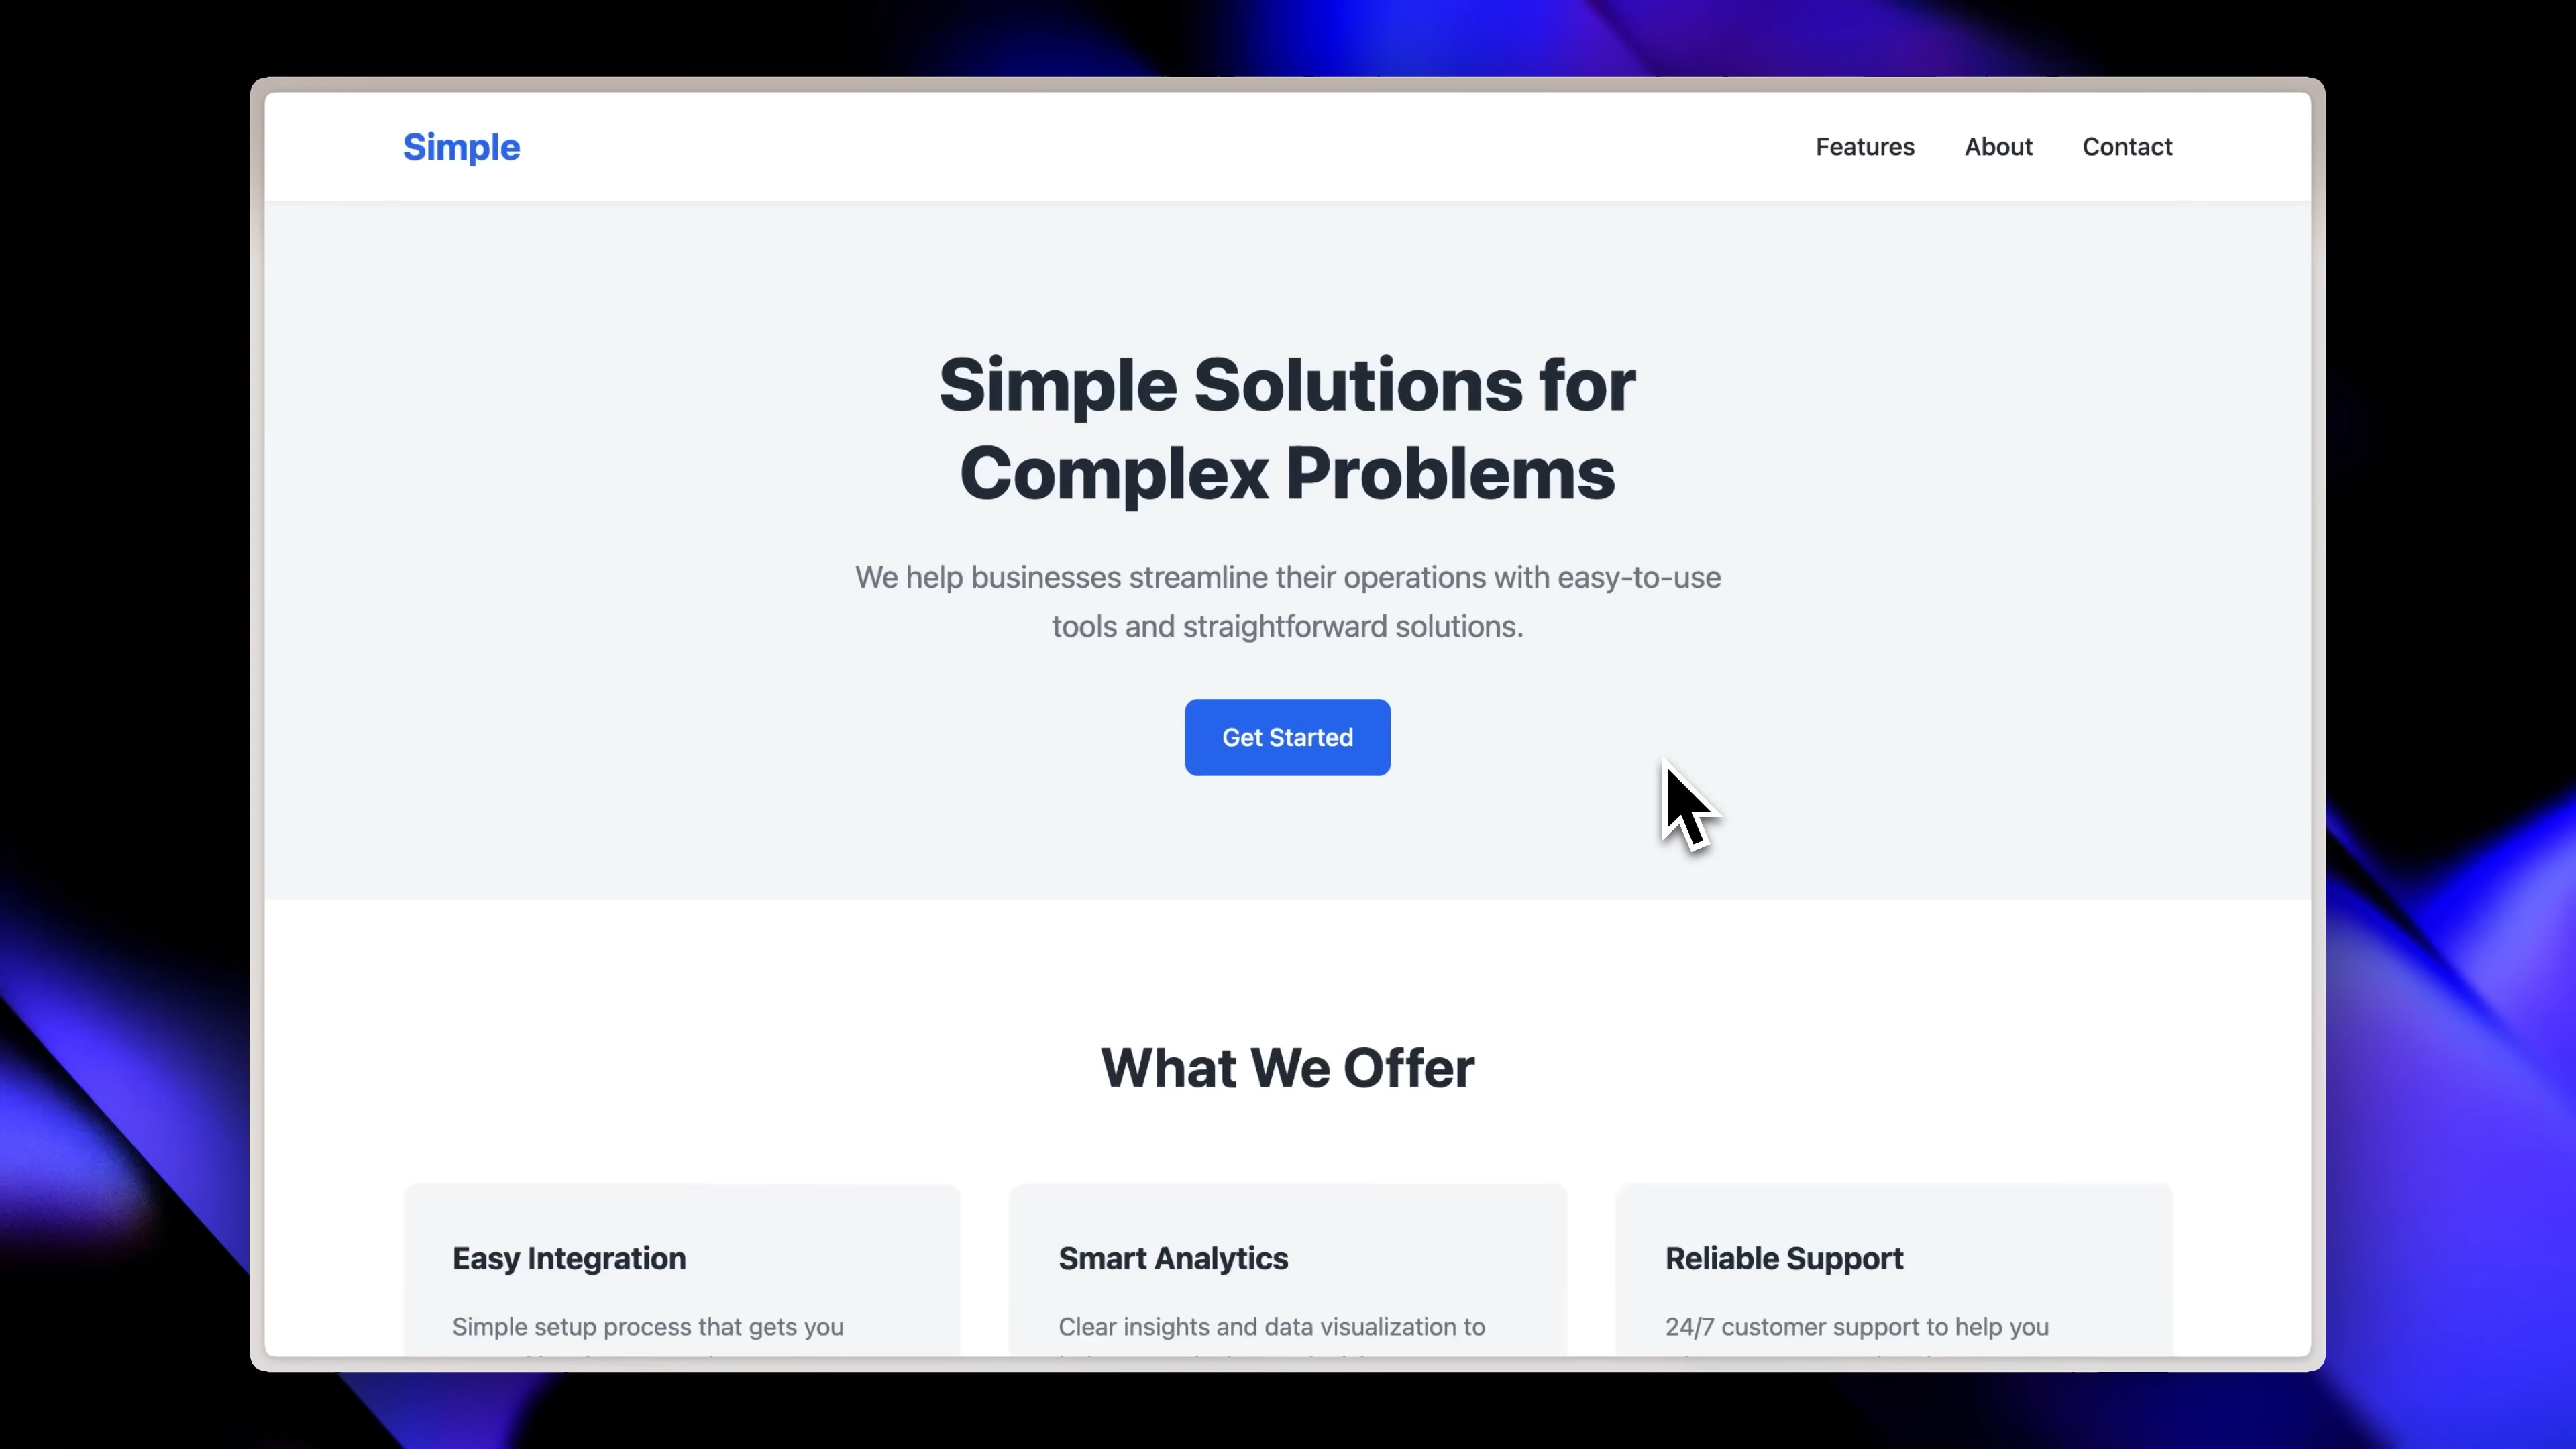 Simple
Features
About
Contact
Simple Solutions for
Complex Problems
We help businesses streamline their operations with easy-to-use
tools and straightforward solutions.
Get Started
What We Offer
Easy Integration
Simple setup process that gets you
Smart Analytics
Clear insights and data visualization to
Reliable Support
24/7 customer support to help you